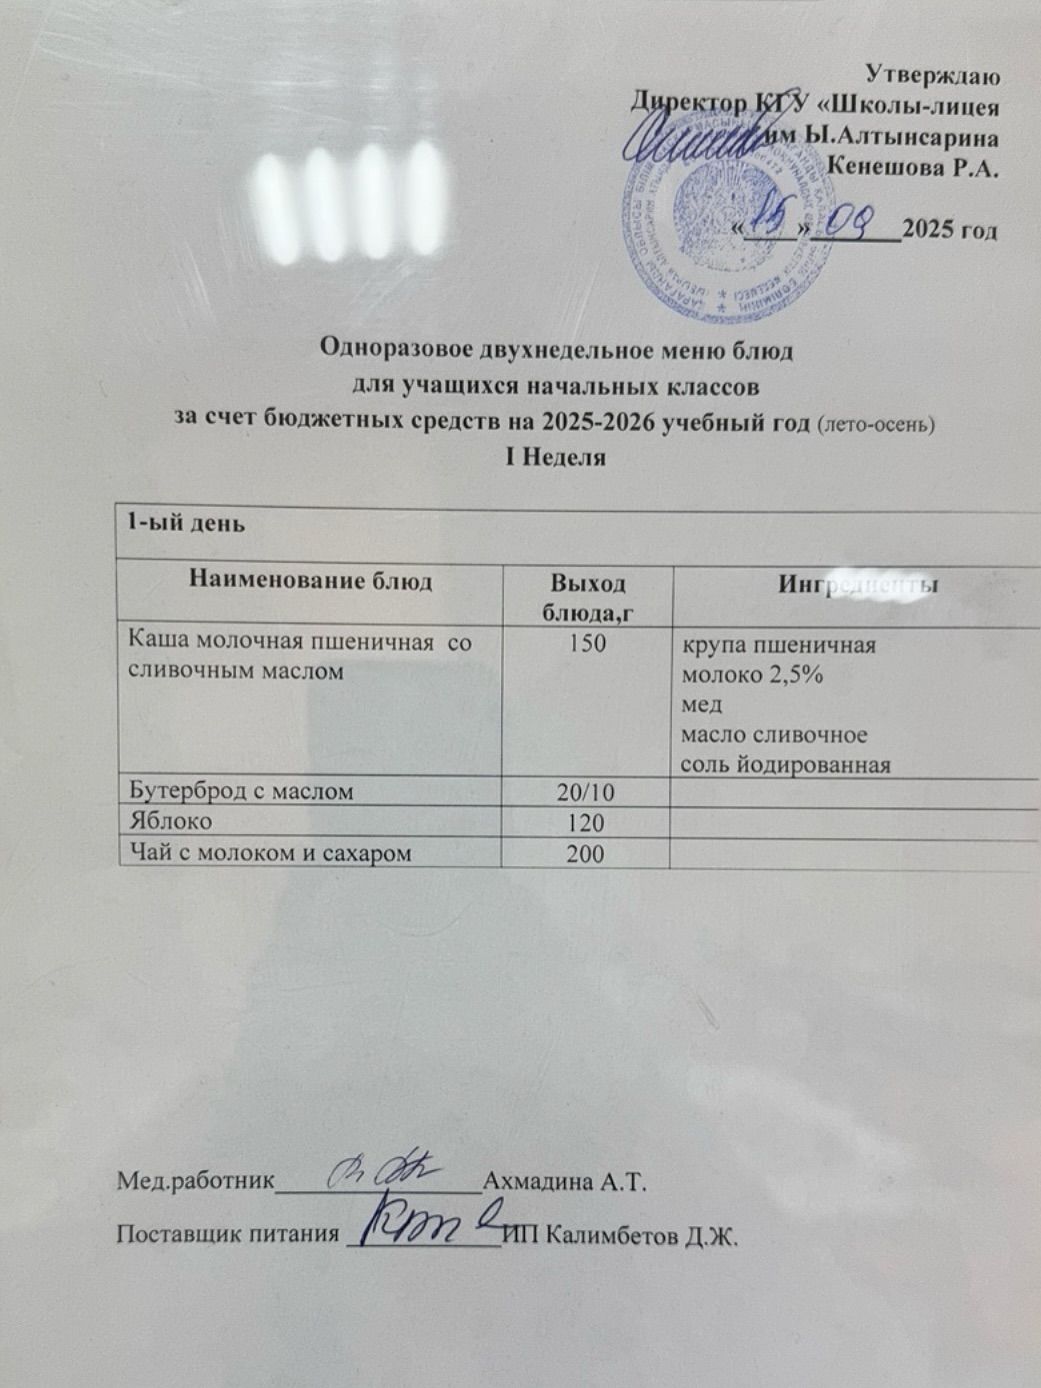 Утверждаю
Директор КГУ «Школы-лицея
им Ы.Алтынсарина
Кенешова Р.А.
«15» 09 2025 год
Одноразовое двухнедельное меню блюд
для учащихся начальных классов
за счет бюджетных средств на 2025-2026 учебный год (лето-осень)
I Неделя
1-ый день
Наименование блюд Выход блюда,г Ингредиенты
Каша молочная пшеничная со сливочным маслом 150 крупа пшеничная
молоко 2,5%
мед
масло сливочное
соль йодированная
Бутерброд с маслом 20/10
Яблоко 120
Чай с молоком и сахаром 200
Мед.работник Ахмадина А.Т.
Поставщик питания ИП Калимбетов Д.Ж.